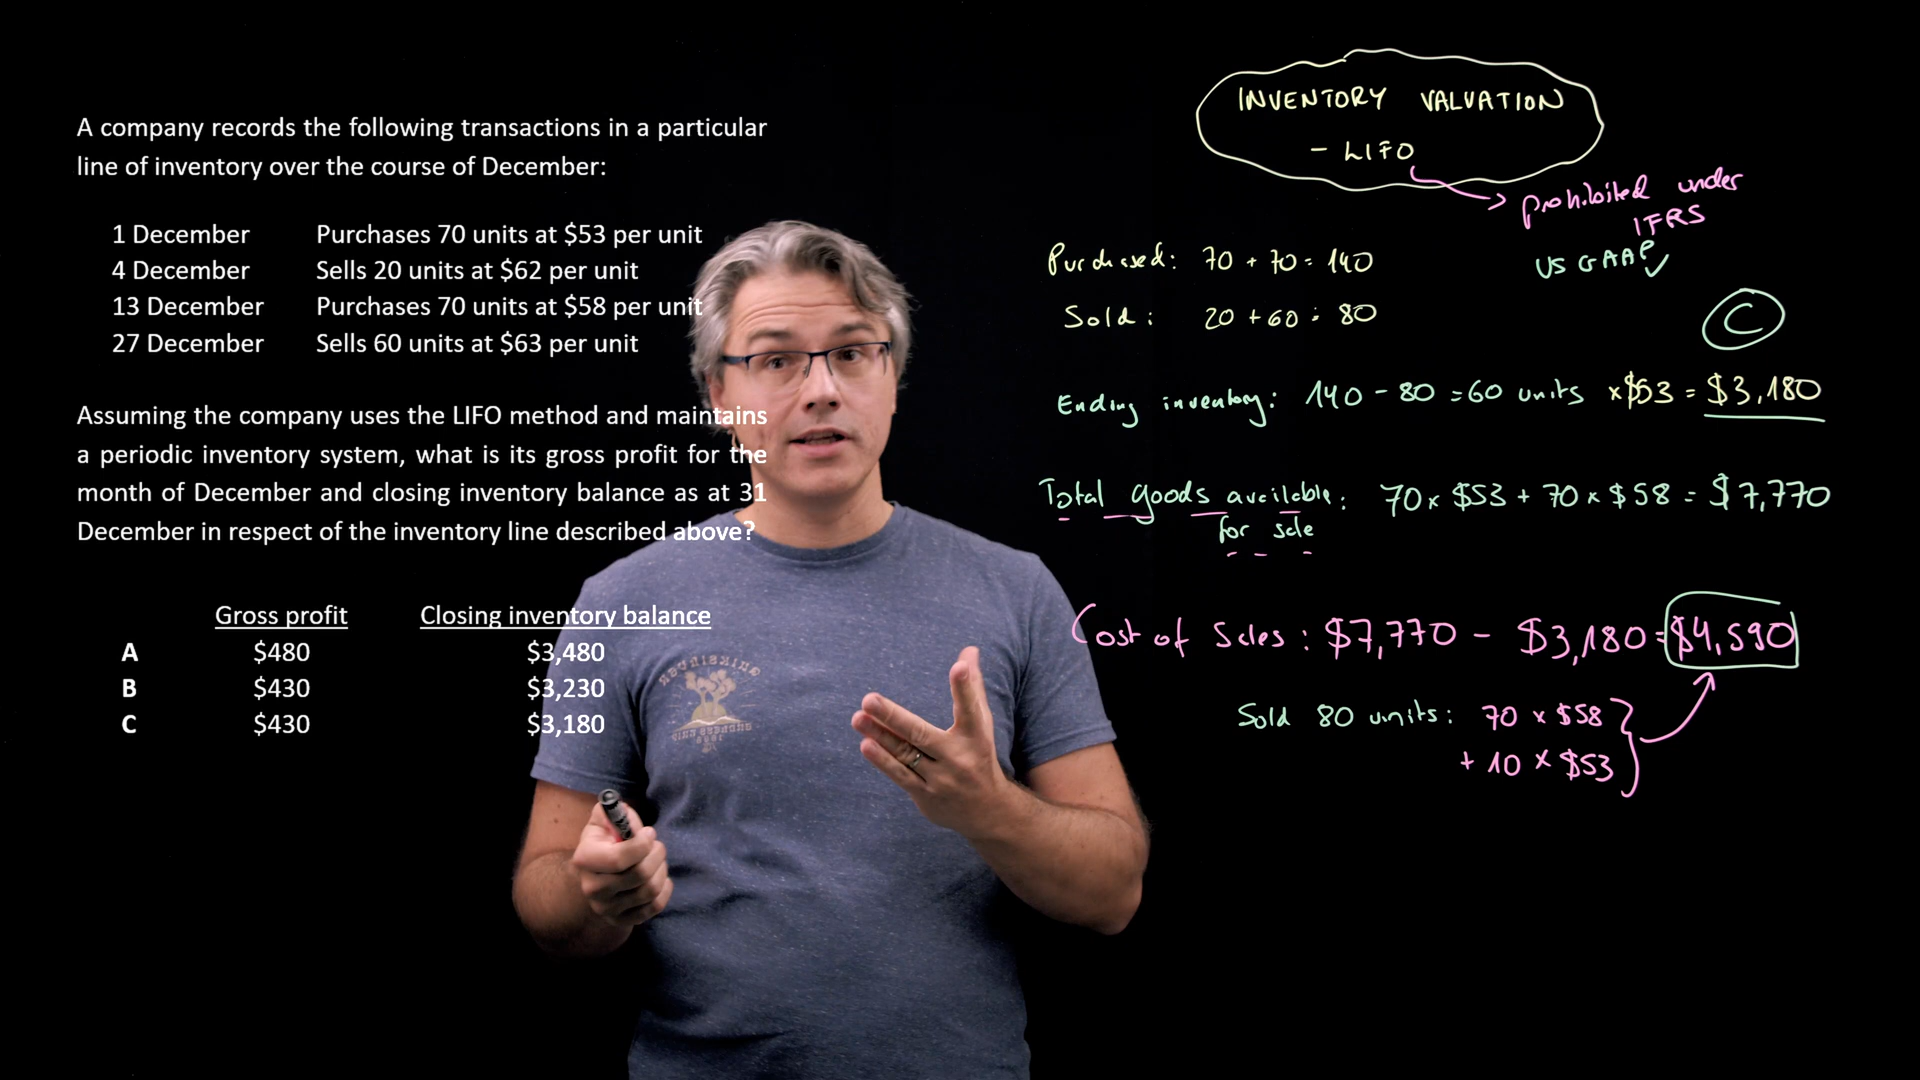 A company records the following transactions in a particular
line of inventory over the course of December:
1 December Purchases 70 units at $53 per unit
4 December Sells 20 units at $62 per unit
13 December Purchases 70 units at $58 per unit
27 December Sells 60 units at $63 per unit
Assuming the company uses the LIFO method and maintains
a periodic inventory system, what is its gross profit for the
month of December and closing inventory balance as at 31
December in respect of the inventory line described above?
Gross profit Closing inventory balance
A $480 $3,480
B $430 $3,230
C $430 $3,180
INVENTORY VALUATION
- LIFO
prohibited under
IFRS
US GAAP ✓
Purchased: 70 + 70 = 140
Sold: 20 + 60 = 80
C
Ending inventory: 140 - 80 = 60 units x $53 = $3,180
Total goods available: 70 x $53 + 70 x $58 = $7,770
for sale
Cost of Sales: $7,770 - $3,180 = $4,590
Sold 80 units: 70 x $58
+ 10 x $53